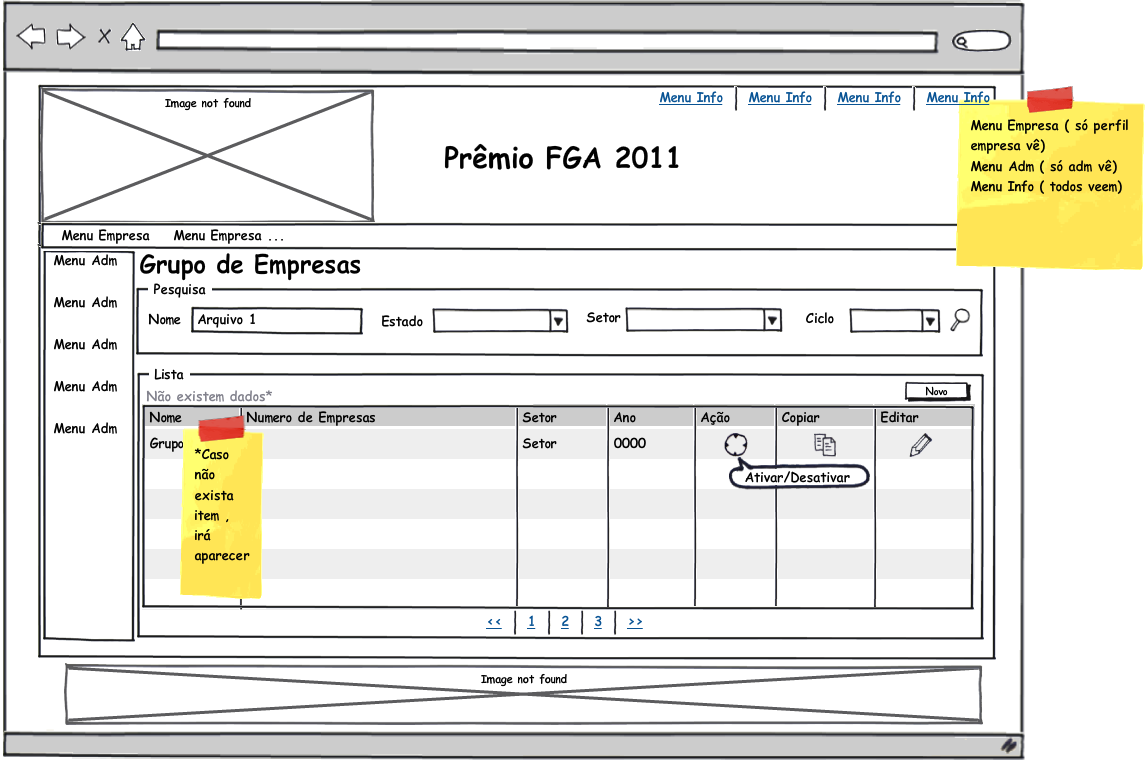 Image not found
Menu Info Menu Info Menu Info Menu Info
Menu Empresa ( só perfil
empresa vê)
Menu Adm ( só adm vê)
Menu Info ( todos veem)
Prêmio FGA 2011
Menu Empresa Menu Empresa ...
Menu Adm
Menu Adm
Menu Adm
Menu Adm
Menu Adm
Grupo de Empresas
Pesquisa
Nome Arquivo 1 Estado Setor Ciclo
Lista
Não existem dados*
Novo
Nome Numero de Empresas Setor Ano Ação Copiar Editar
Grupo Setor 0000
Ativar/Desativar
*Caso
não
exista
item ,
irá
aparecer
<< 1 2 3 >>
Image not found